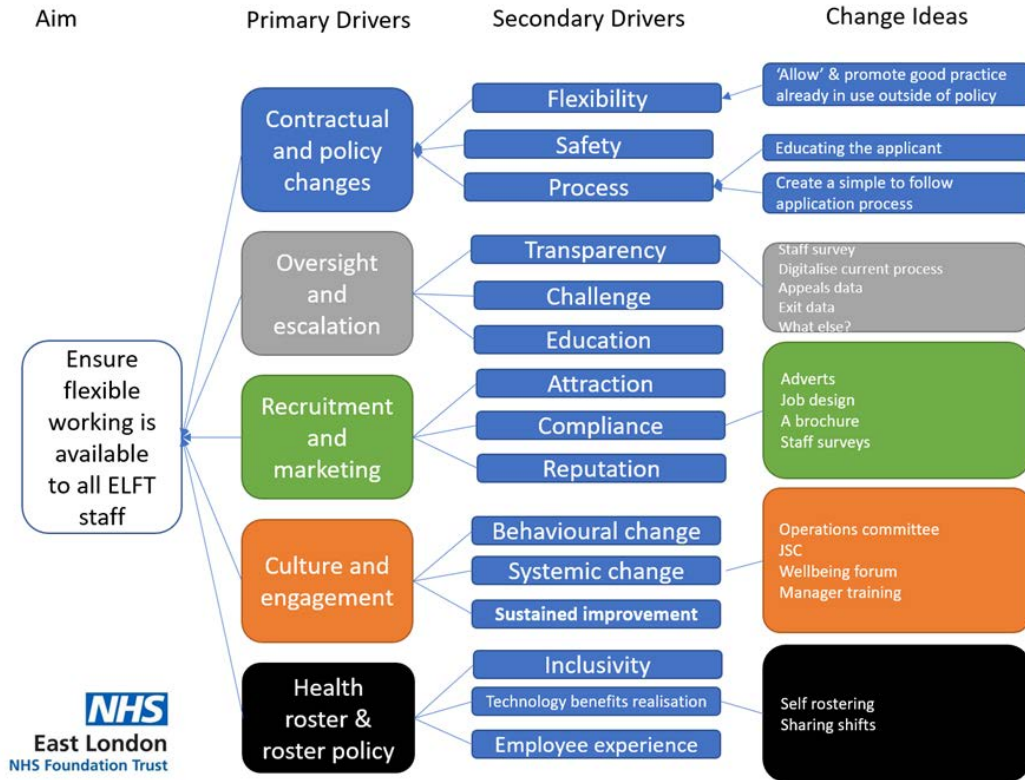 Aim
Primary Drivers
Secondary Drivers
Change Ideas
Ensure
flexible
working is
available
to all ELFT
staff
Contractual
and policy
changes
Flexibility
Safety
Process
'Allow' & promote good practice
already in use outside of policy
Educating the applicant
Create a simple to follow
application process
Oversight
and
escalation
Transparency
Challenge
Education
Staff survey
Digitalise current process
Appeals data
Exit data
What else?
Recruitment
and
marketing
Attraction
Compliance
Reputation
Adverts
Job design
A brochure
Staff surveys
Culture and
engagement
Behavioural change
Systemic change
Sustained improvement
Operations committee
JSC
Wellbeing forum
Manager training
Health
roster &
roster policy
Inclusivity
Technology benefits realisation
Employee experience
Self rostering
Sharing shifts
NHS
East London
NHS Foundation Trust